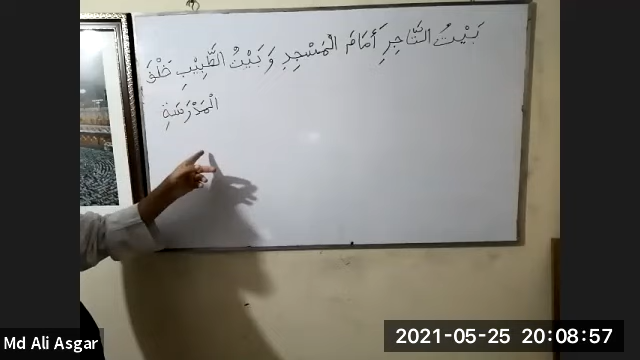 بَيْتُ التَّاجِرِ أَمَامَ الْمَسْجِدِ وَ بَيْتُ الطَّبِيْبِ خَلْفَ
الْمَدْرَسَةِ
Md Ali Asgar
2021-05-25 20:08:57